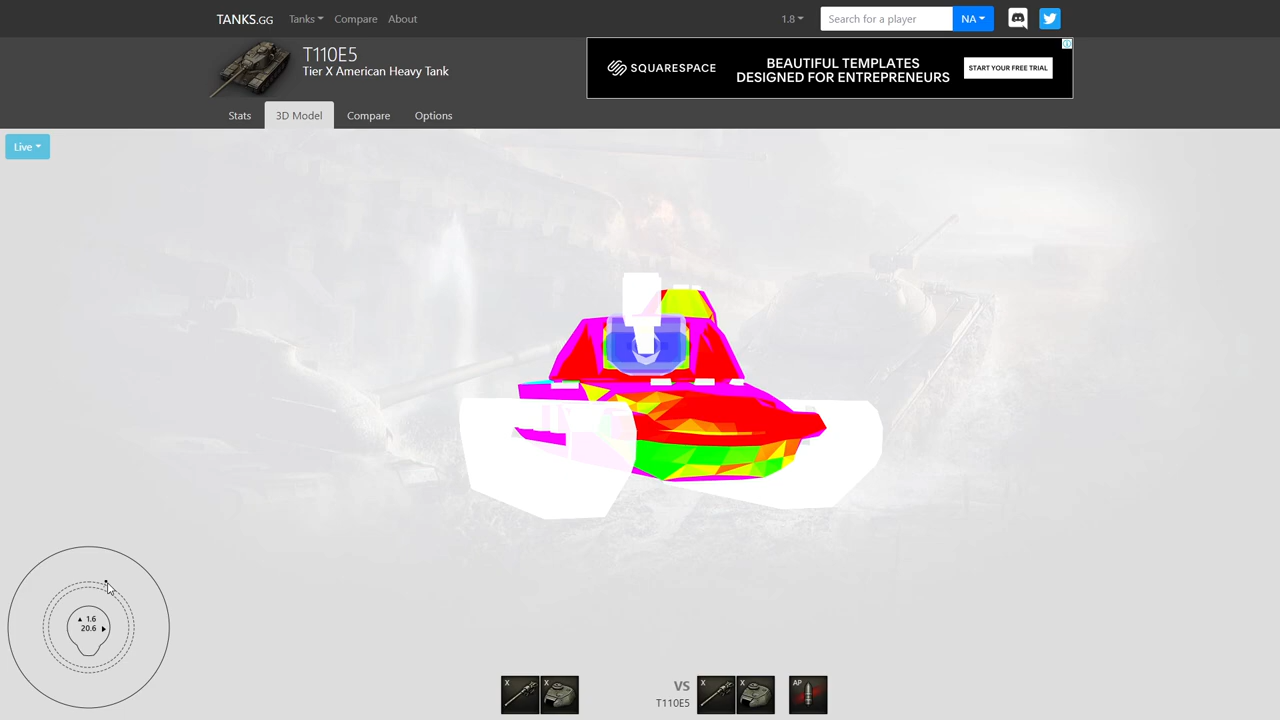 TANKS.GG
Tanks
Compare
About
1.8
Search for a player
NA
T110E5
Tier X American Heavy Tank
SQUARESPACE
BEAUTIFUL TEMPLATES
DESIGNED FOR ENTREPRENEURS
START YOUR FREE TRIAL
Stats
3D Model
Compare
Options
Live
1.6
20.6
X
X
VS
T110E5
X
X
AP